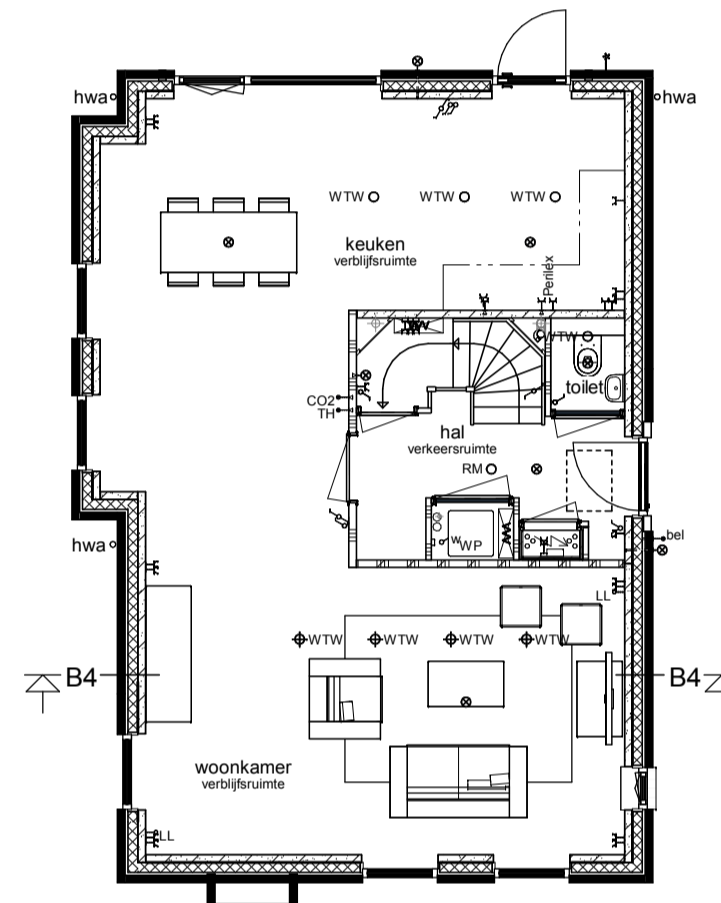 hwa
hwa
WTW
WTW
WTW
keuken
verblijfsruimte
Perilex
WTW
toilet
CO2
TH
hal
verkeersruimte
RM
W
WP
bel
hwa
LL
WTW
WTW
WTW
WTW
B4
B4
woonkamer
verblijfsruimte
LL